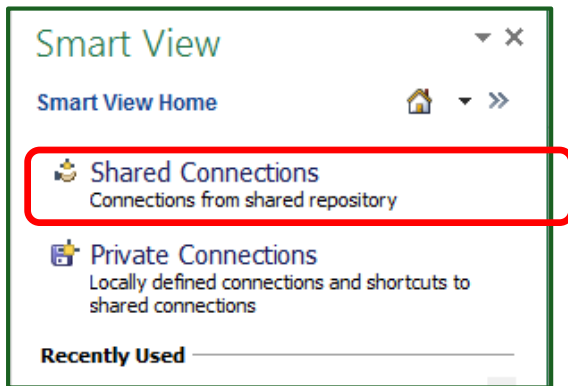 Smart View
Smart View Home
Shared Connections
Connections from shared repository
Private Connections
Locally defined connections and shortcuts to
shared connections
Recently Used